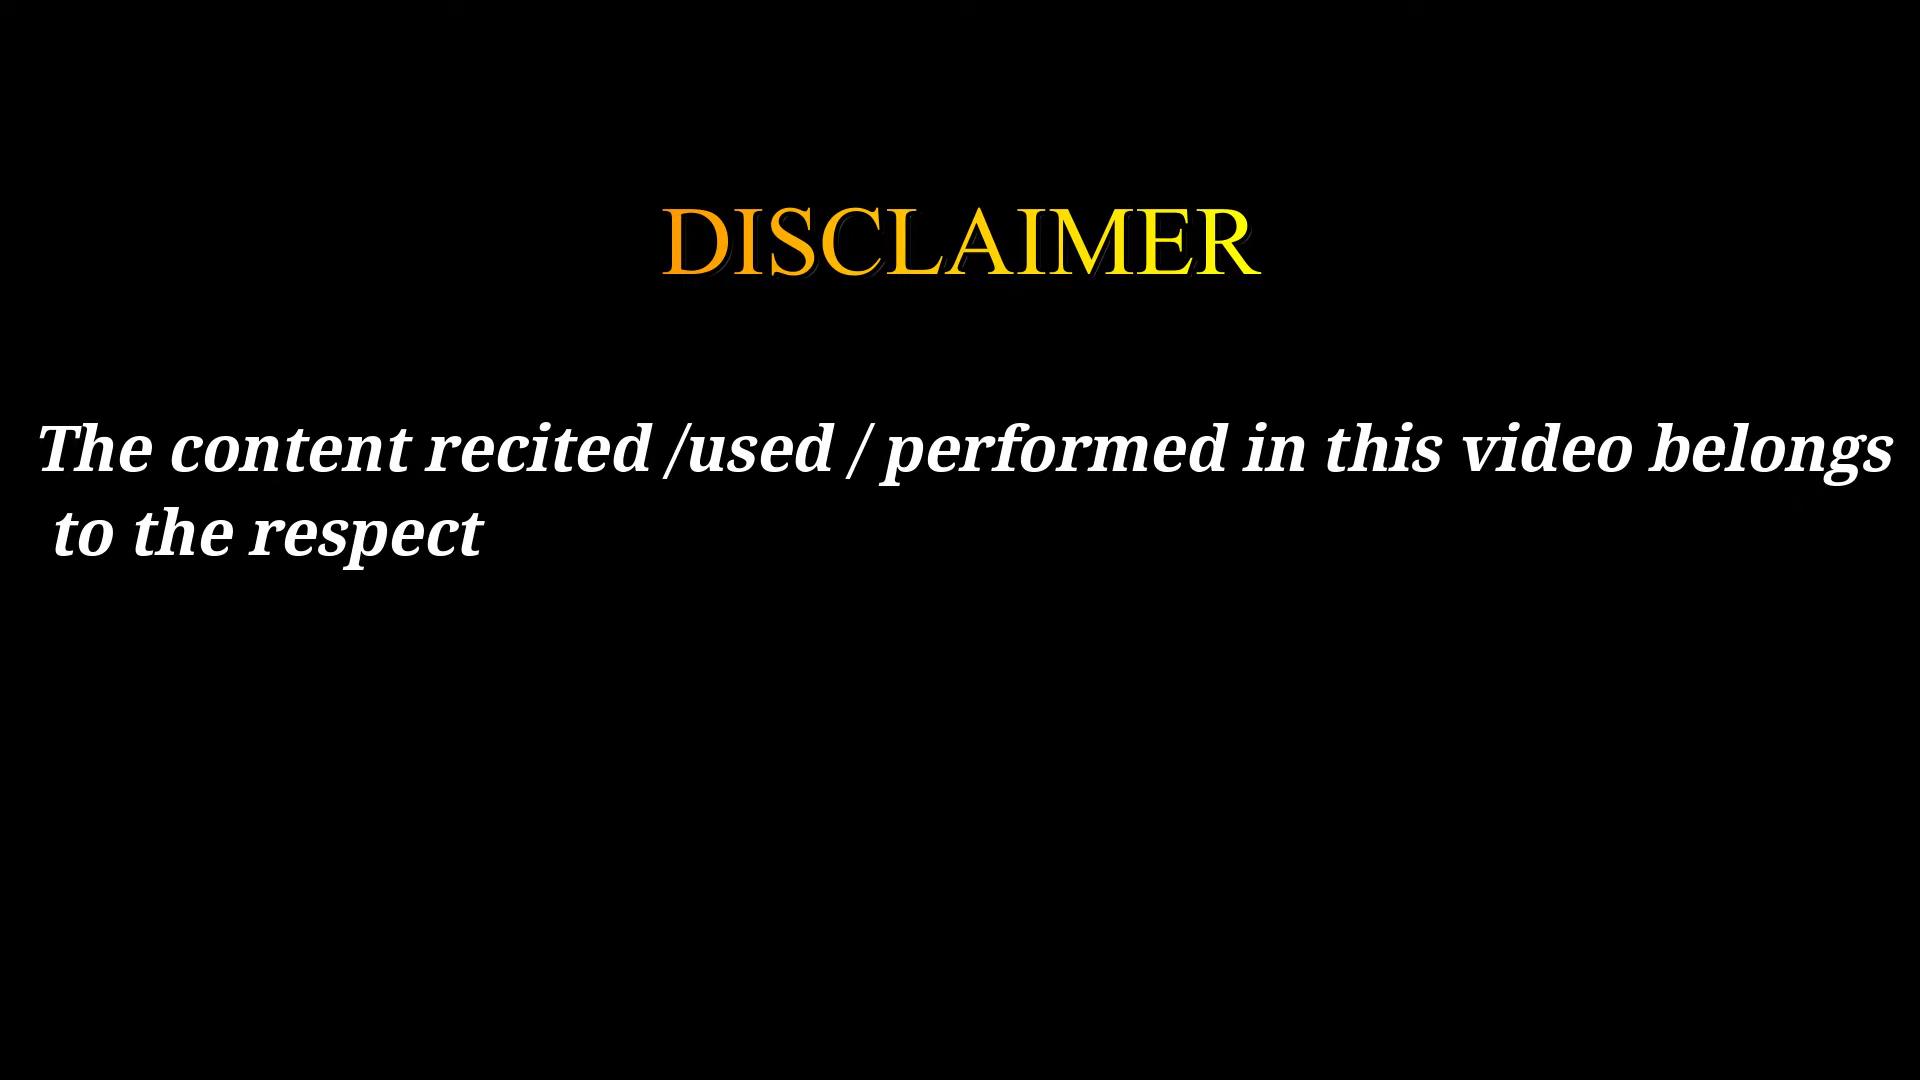 DISCLAIMER
The content recited /used / performed in this video belongs
to the respect